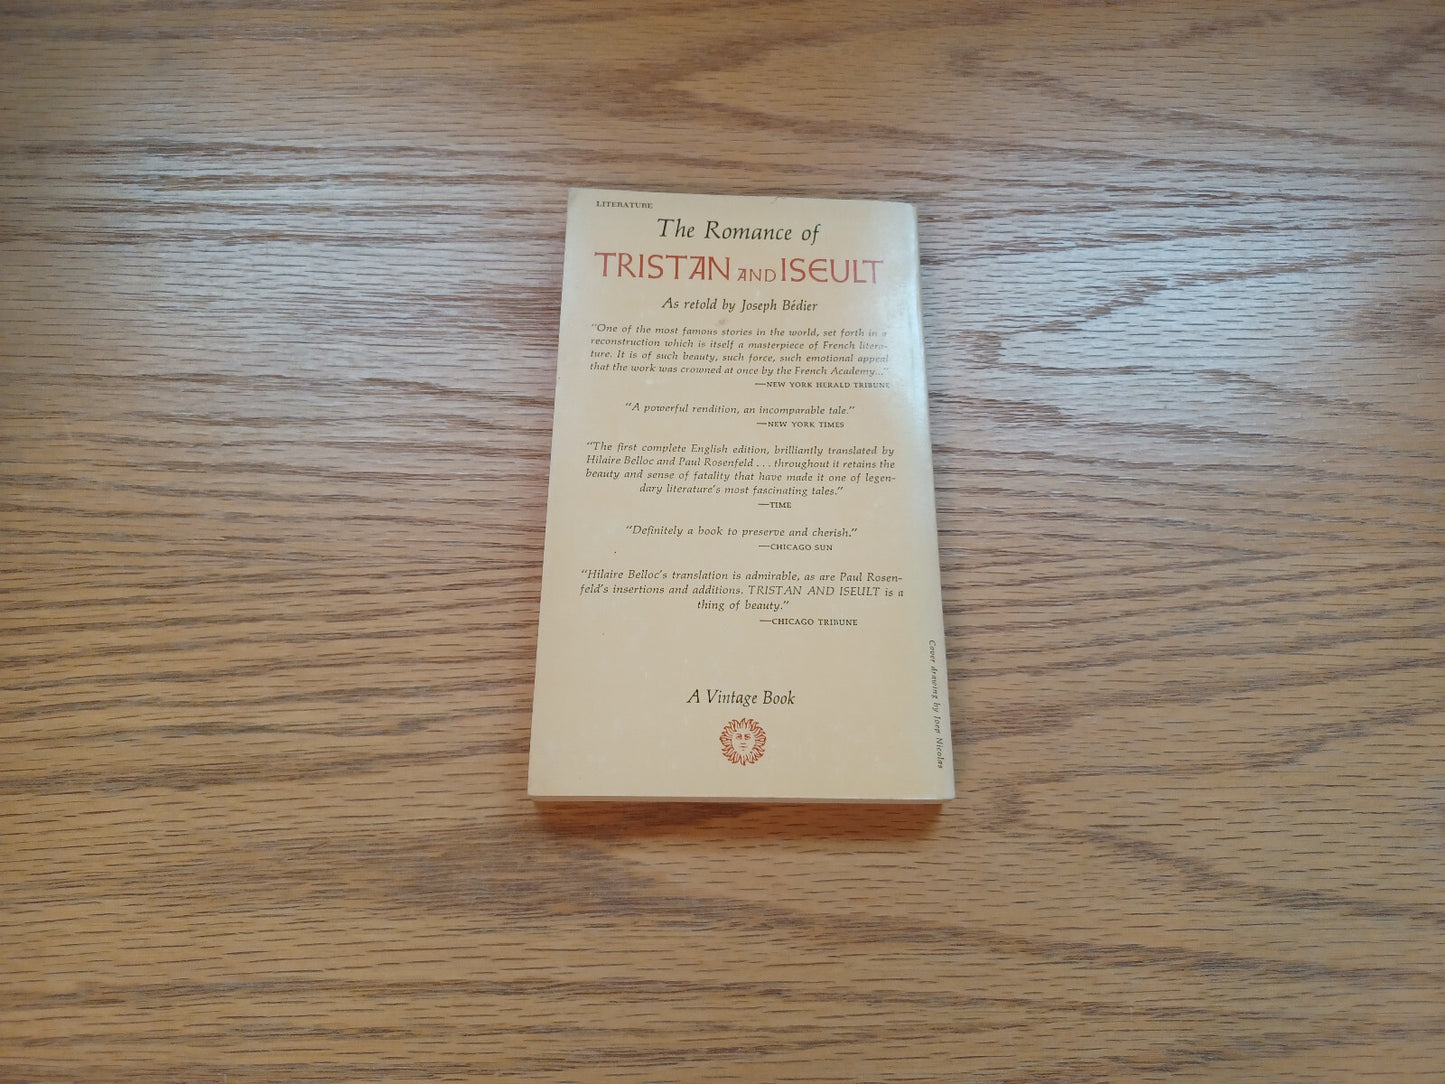 LITERATURE
The Romance of
TRISTAN AND ISEULT
As retold by Joseph Bédier
"One of the most famous stories in the world, set forth in a
reconstruction which is itself a masterpiece of French litera-
ture. It is of such beauty, such force, such emotional appeal
that the work was crowned at once by the French Academy..."
—NEW YORK HERALD TRIBUNE
"A powerful rendition, an incomparable tale."
—NEW YORK TIMES
"The first complete English edition, brilliantly translated by
Hilaire Belloc and Paul Rosenfeld . . . throughout it retains the
beauty and sense of fatality that have made it one of legen-
dary literature's most fascinating tales."
—TIME
"Definitely a book to preserve and cherish."
—CHICAGO SUN
"Hilaire Belloc's translation is admirable, as are Paul Rosen-
feld's insertions and additions. TRISTAN AND ISEULT is a
thing of beauty."
—CHICAGO TRIBUNE
A Vintage Book
Cover drawing by Joep Nicolas